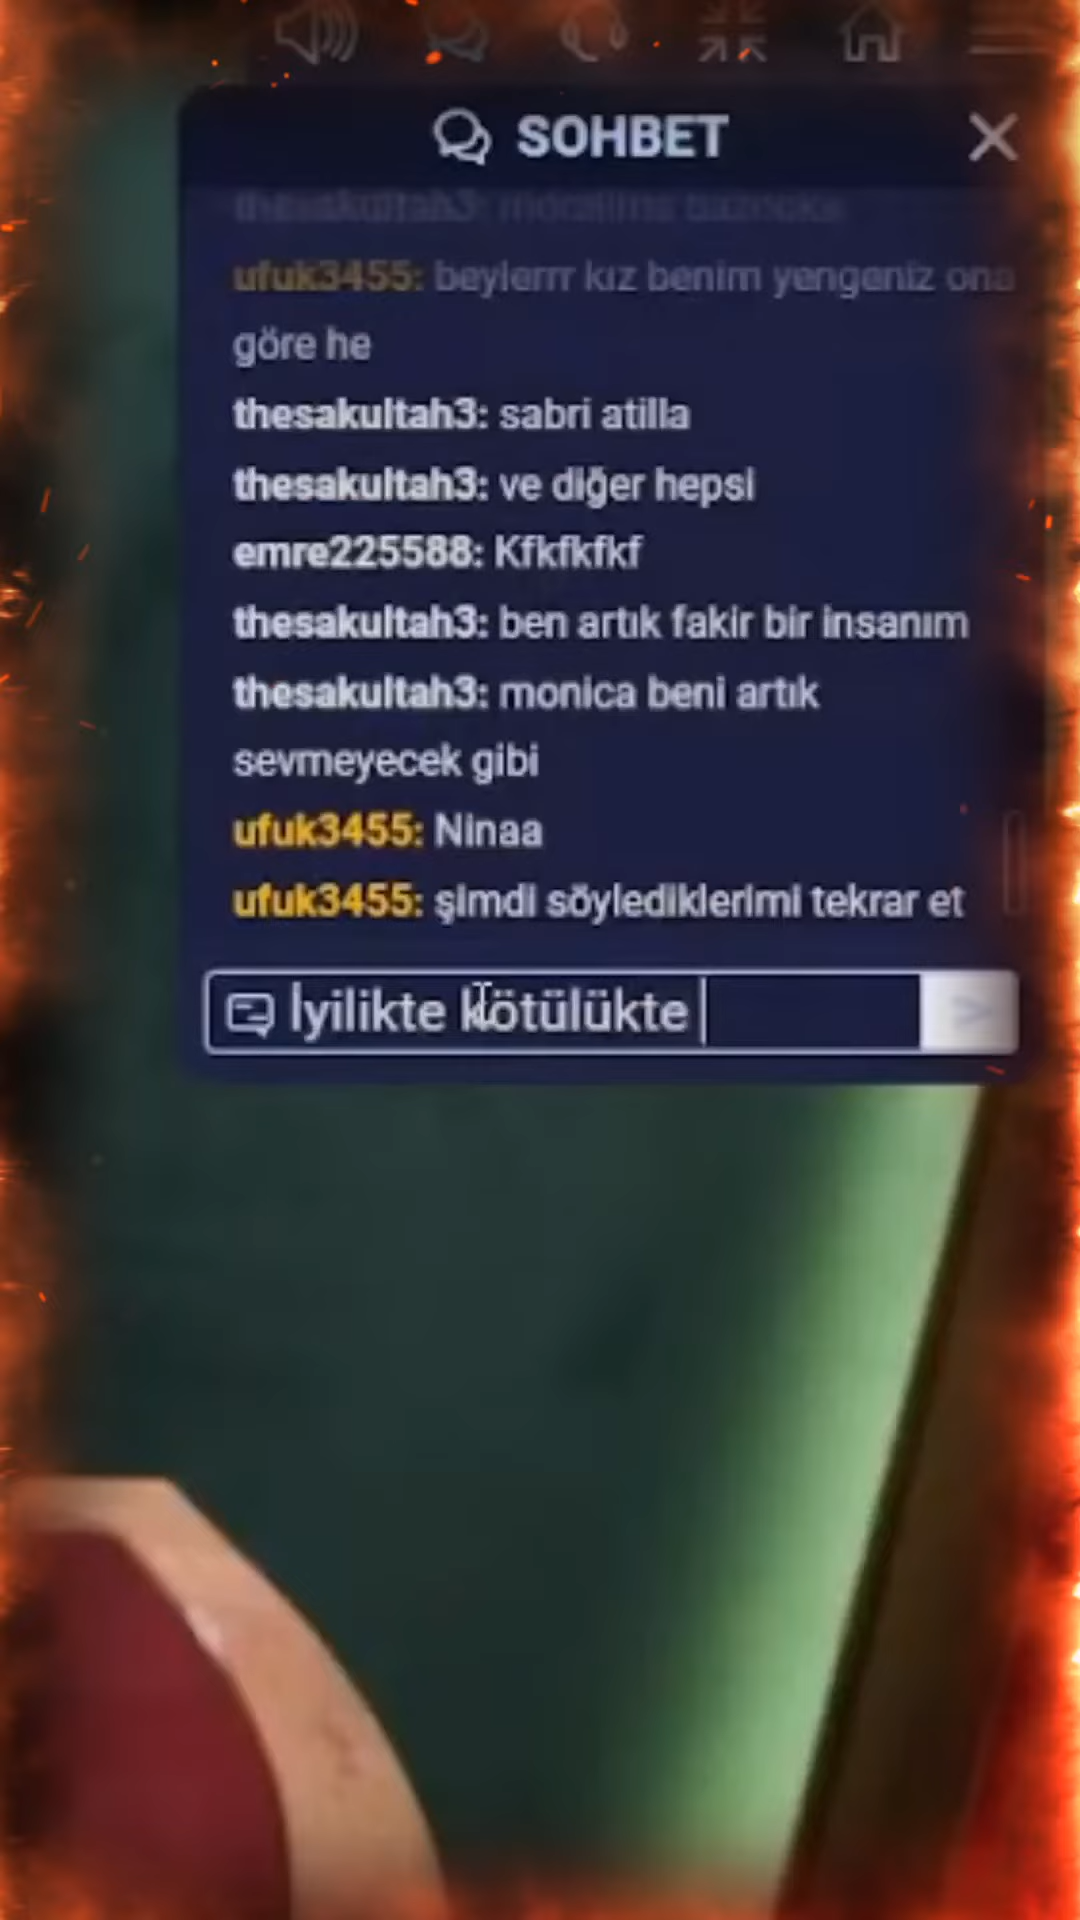 SOHBET
ufuk3455: beylerrr kız benim yengeniz ona
göre he
thesakultah3: sabri atilla
thesakultah3: ve diğer hepsi
emre225588: Kfkfkfkf
thesakultah3: ben artık fakir bir insanım
thesakultah3: monica beni artık
sevmeyecek gibi
ufuk3455: Ninaa
ufuk3455: şimdi söylediklerimi tekrar et
İyilikte kötülükte